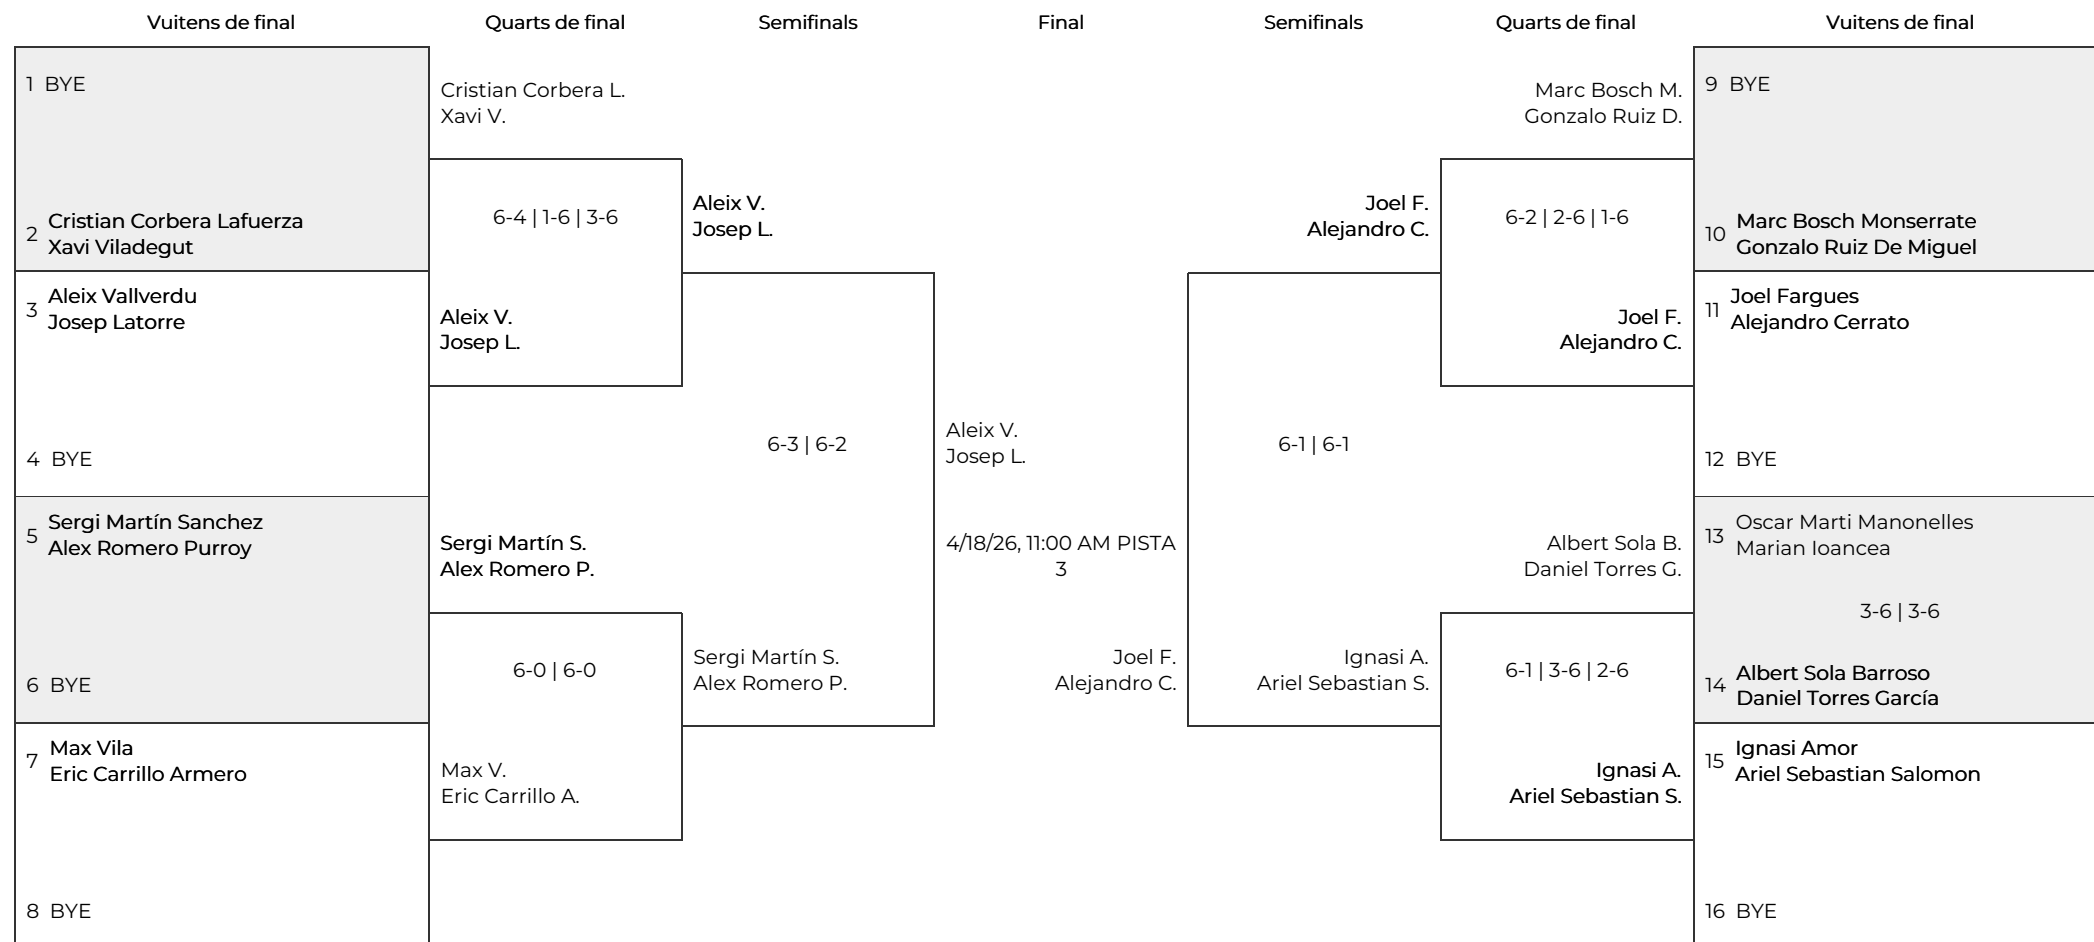 Vuitens de final
Quarts de final
Semifinals
Final
Semifinals
Quarts de final
Vuitens de final
1 BYE
2 Cristian Corbera Lafuerza
Xavi Viladegut
3 Aleix Vallverdu
Josep Latorre
4 BYE
5 Sergi Martín Sanchez
Alex Romero Purroy
6 BYE
7 Max Vila
Eric Carrillo Armero
8 BYE
Cristian Corbera L.
Xavi V.
6-4 | 1-6 | 3-6
Aleix V.
Josep L.
Sergi Martín S.
Alex Romero P.
6-0 | 6-0
Max V.
Eric Carrillo A.
Aleix V.
Josep L.
6-3 | 6-2
Sergi Martín S.
Alex Romero P.
Aleix V.
Josep L.
4/18/26, 11:00 AM PISTA
3
Joel F.
Alejandro C.
Joel F.
Alejandro C.
6-1 | 6-1
Ignasi A.
Ariel Sebastian S.
Marc Bosch M.
Gonzalo Ruiz D.
6-2 | 2-6 | 1-6
Joel F.
Alejandro C.
Albert Sola B.
Daniel Torres G.
6-1 | 3-6 | 2-6
Ignasi A.
Ariel Sebastian S.
9 BYE
10 Marc Bosch Monserrate
Gonzalo Ruiz De Miguel
11 Joel Fargues
Alejandro Cerrato
12 BYE
13 Oscar Marti Manonelles
Marian Ioancea
3-6 | 3-6
14 Albert Sola Barroso
Daniel Torres García
15 Ignasi Amor
Ariel Sebastian Salomon
16 BYE